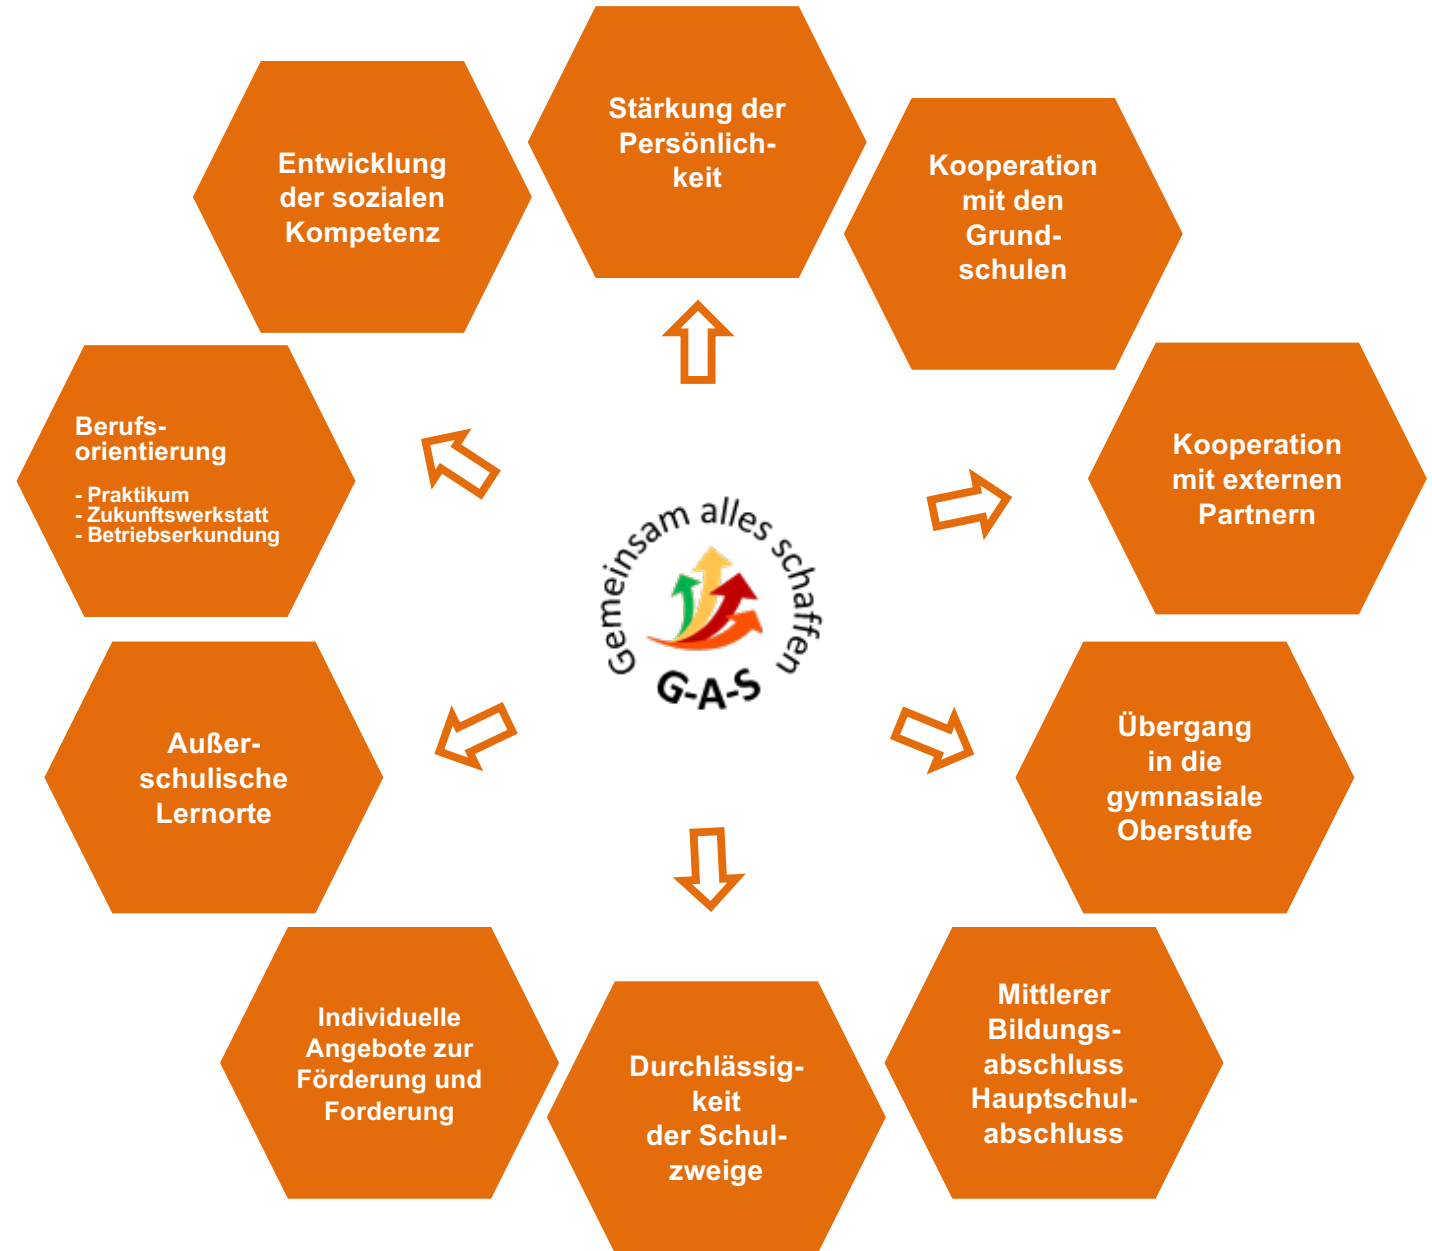 Stärkung der
Persönlich-
keit
Kooperation
mit den
Grund-
schulen
Kooperation
mit externen
Partnern
Übergang
in die
gymnasiale
Oberstufe
Mittlerer
Bildungs-
abschluss
Hauptschul-
abschluss
Durchlässig-
keit
der Schul-
zweige
Individuelle
Angebote zur
Förderung und
Forderung
Außer-
schulische
Lernorte
Berufs-
orientierung
- Praktikum
- Zukunftswerkstatt
- Betriebserkundung
Entwicklung
der sozialen
Kompetenz
Gemeinsam alles schaffen
G-A-S